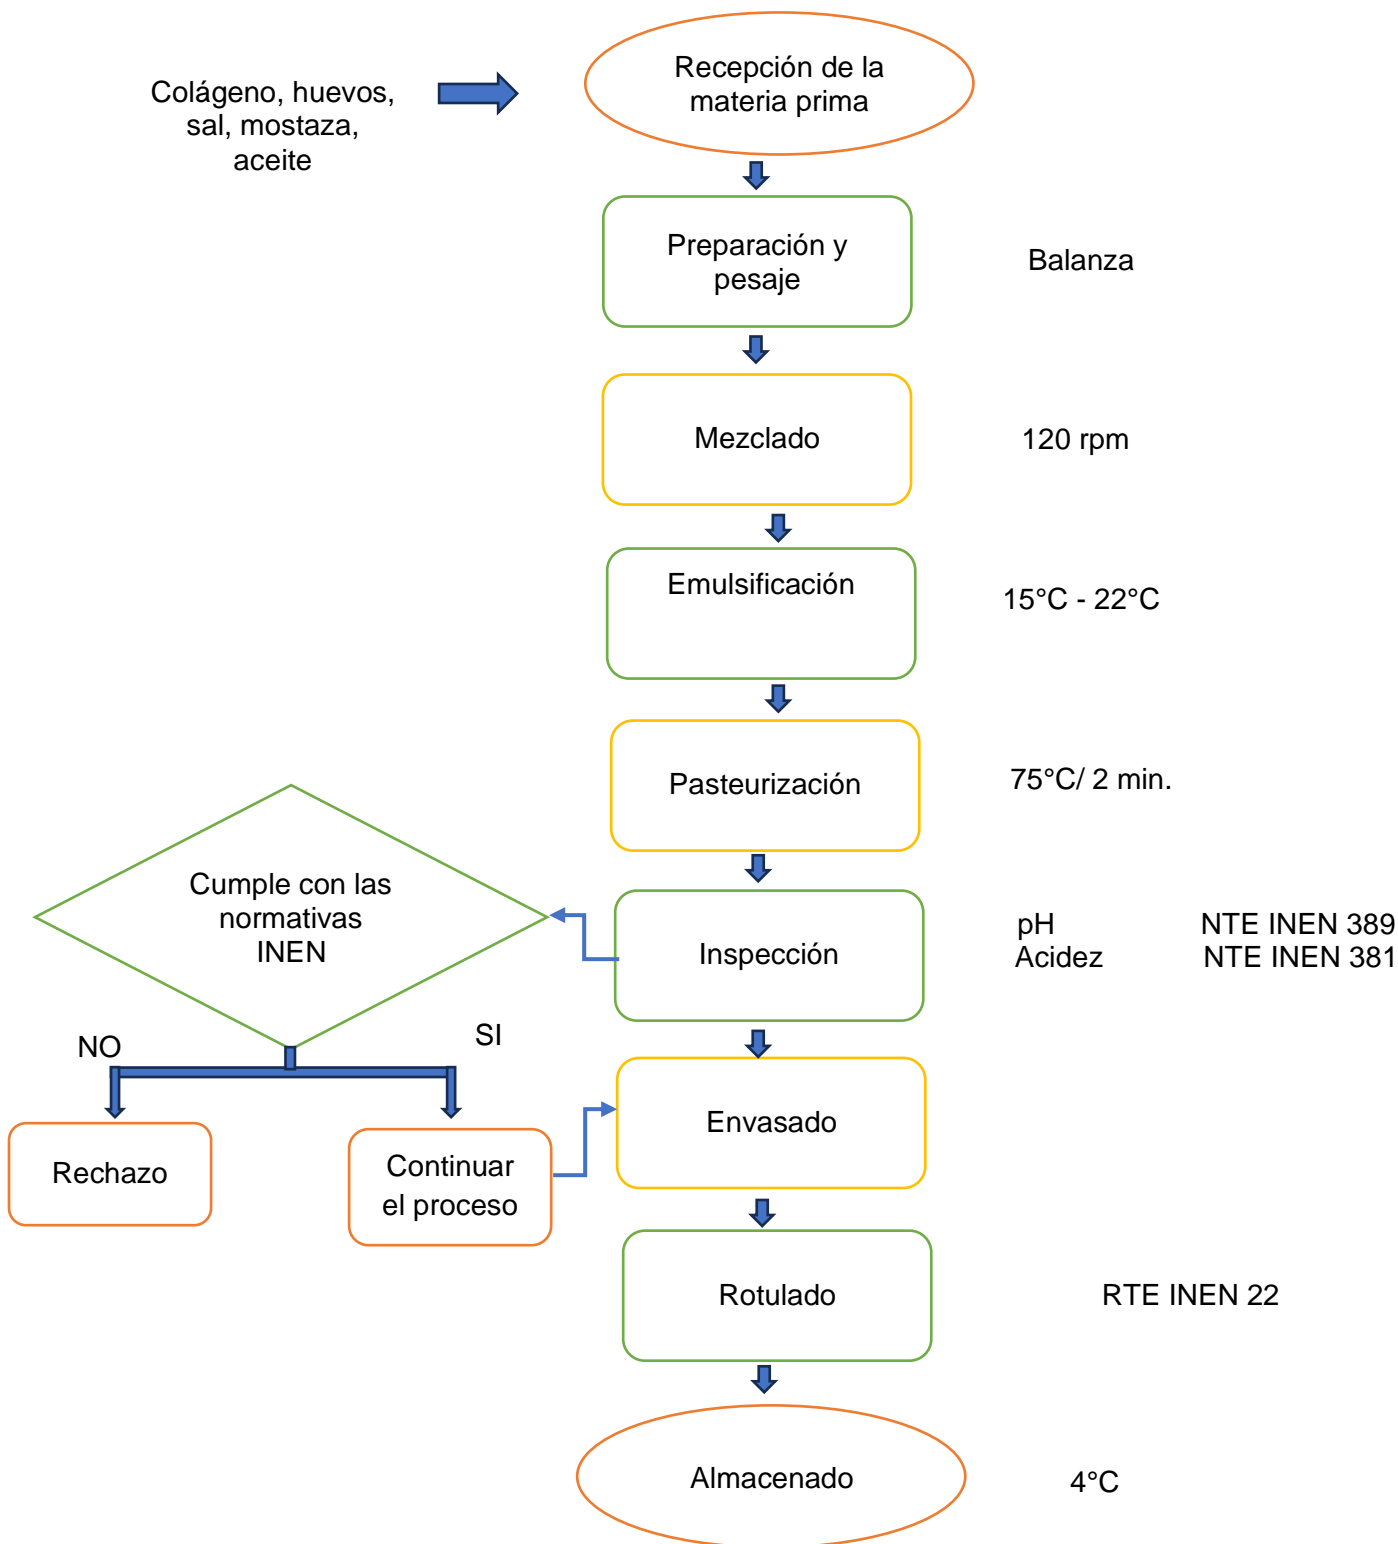 Recepción de la
materia prima
Colágeno, huevos,
sal, mostaza,
aceite
Preparación y
pesaje
Balanza
Mezclado
120 rpm
Emulsificación
15°C - 22°C
Pasteurización
75°C/ 2 min.
Cumple con las
normativas
INEN
Inspección
pH NTE INEN 389
Acidez NTE INEN 381
NO
SI
Rechazo
Continuar
el proceso
Envasado
Rotulado
RTE INEN 22
Almacenado
4°C